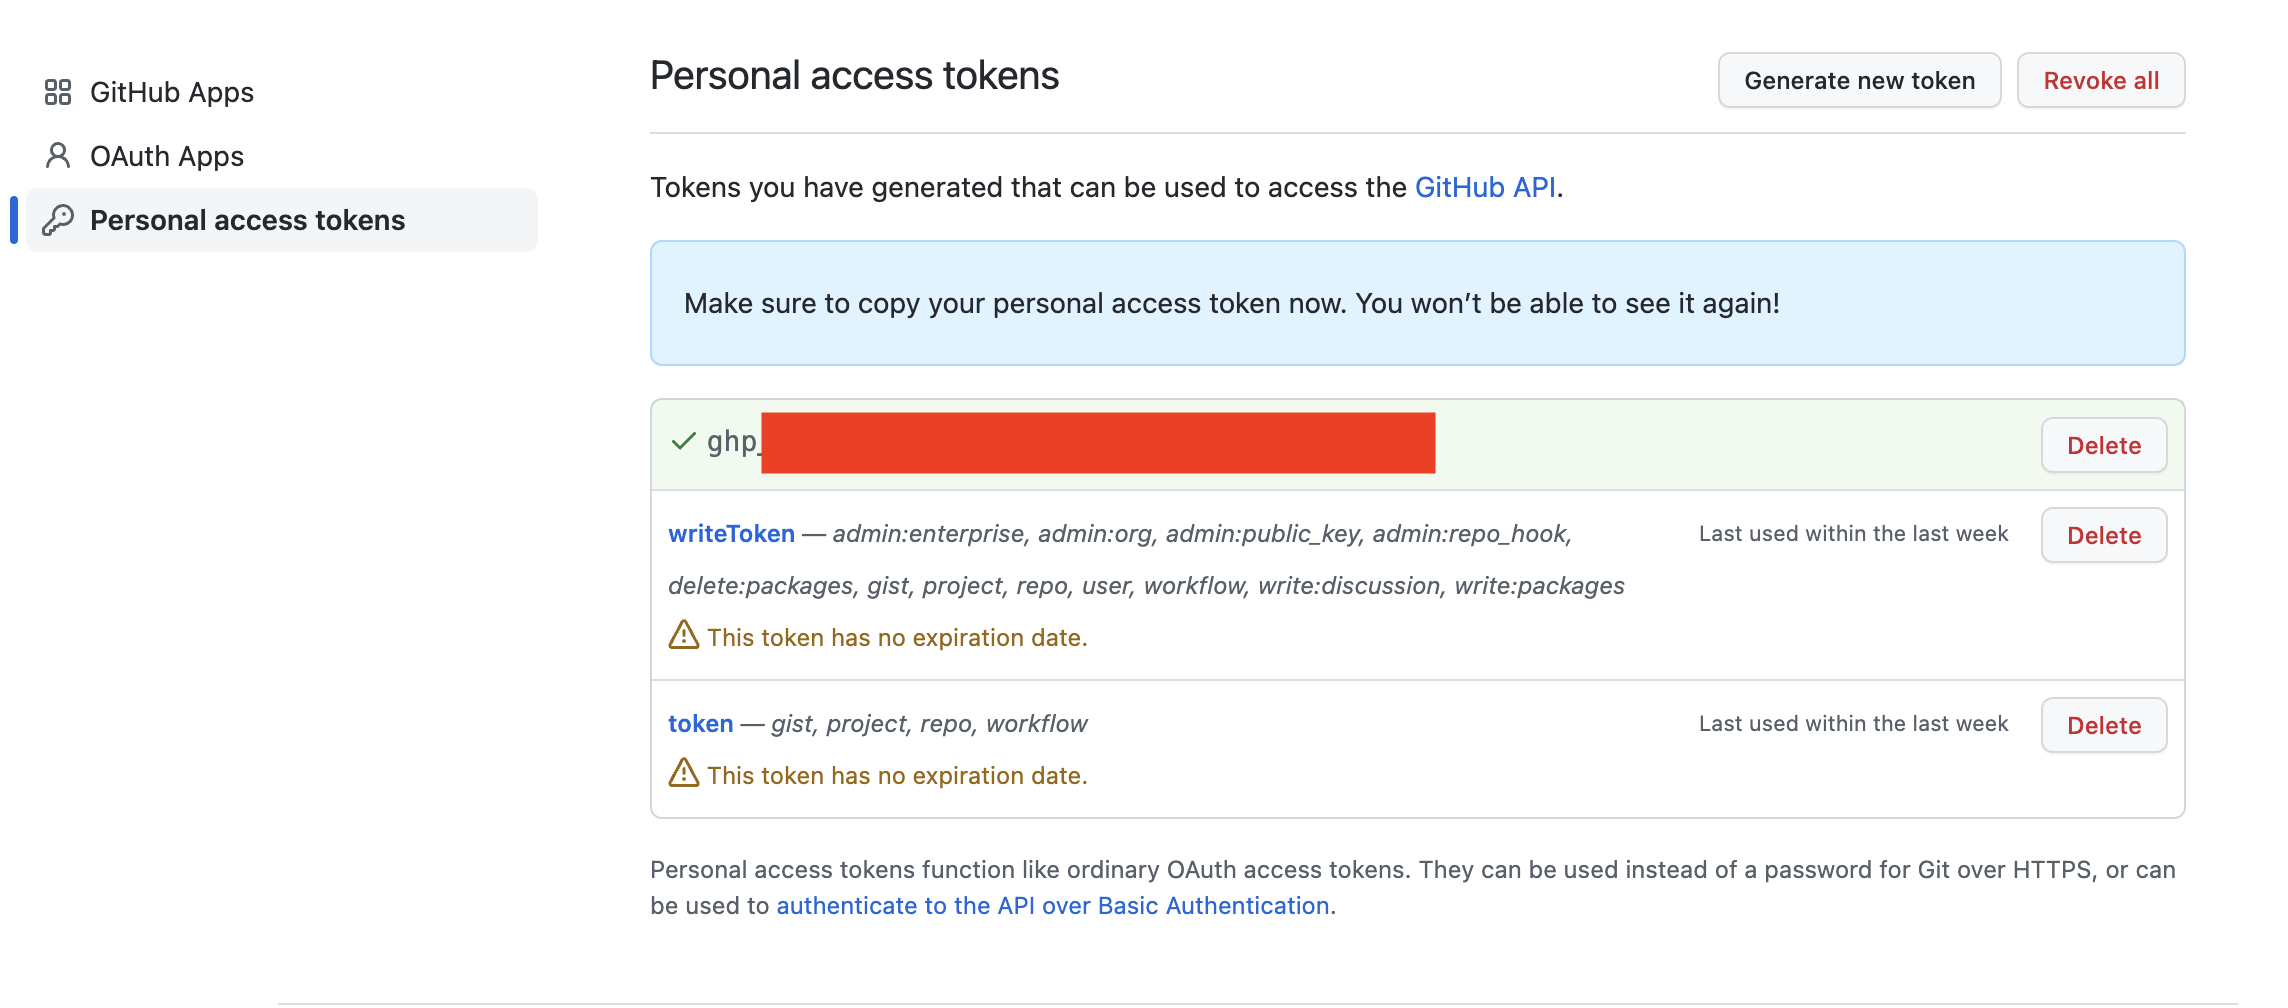 GitHub Apps
OAuth Apps
Personal access tokens
Personal access tokens
Generate new token
Revoke all
Tokens you have generated that can be used to access the GitHub API.
Make sure to copy your personal access token now. You won’t be able to see it again!
ghp_
Delete
writeToken — admin:enterprise, admin:org, admin:public_key, admin:repo_hook,
delete:packages, gist, project, repo, user, workflow, write:discussion, write:packages
Last used within the last week
Delete
This token has no expiration date.
token — gist, project, repo, workflow
Last used within the last week
Delete
This token has no expiration date.
Personal access tokens function like ordinary OAuth access tokens. They can be used instead of a password for Git over HTTPS, or can
be used to authenticate to the API over Basic Authentication.